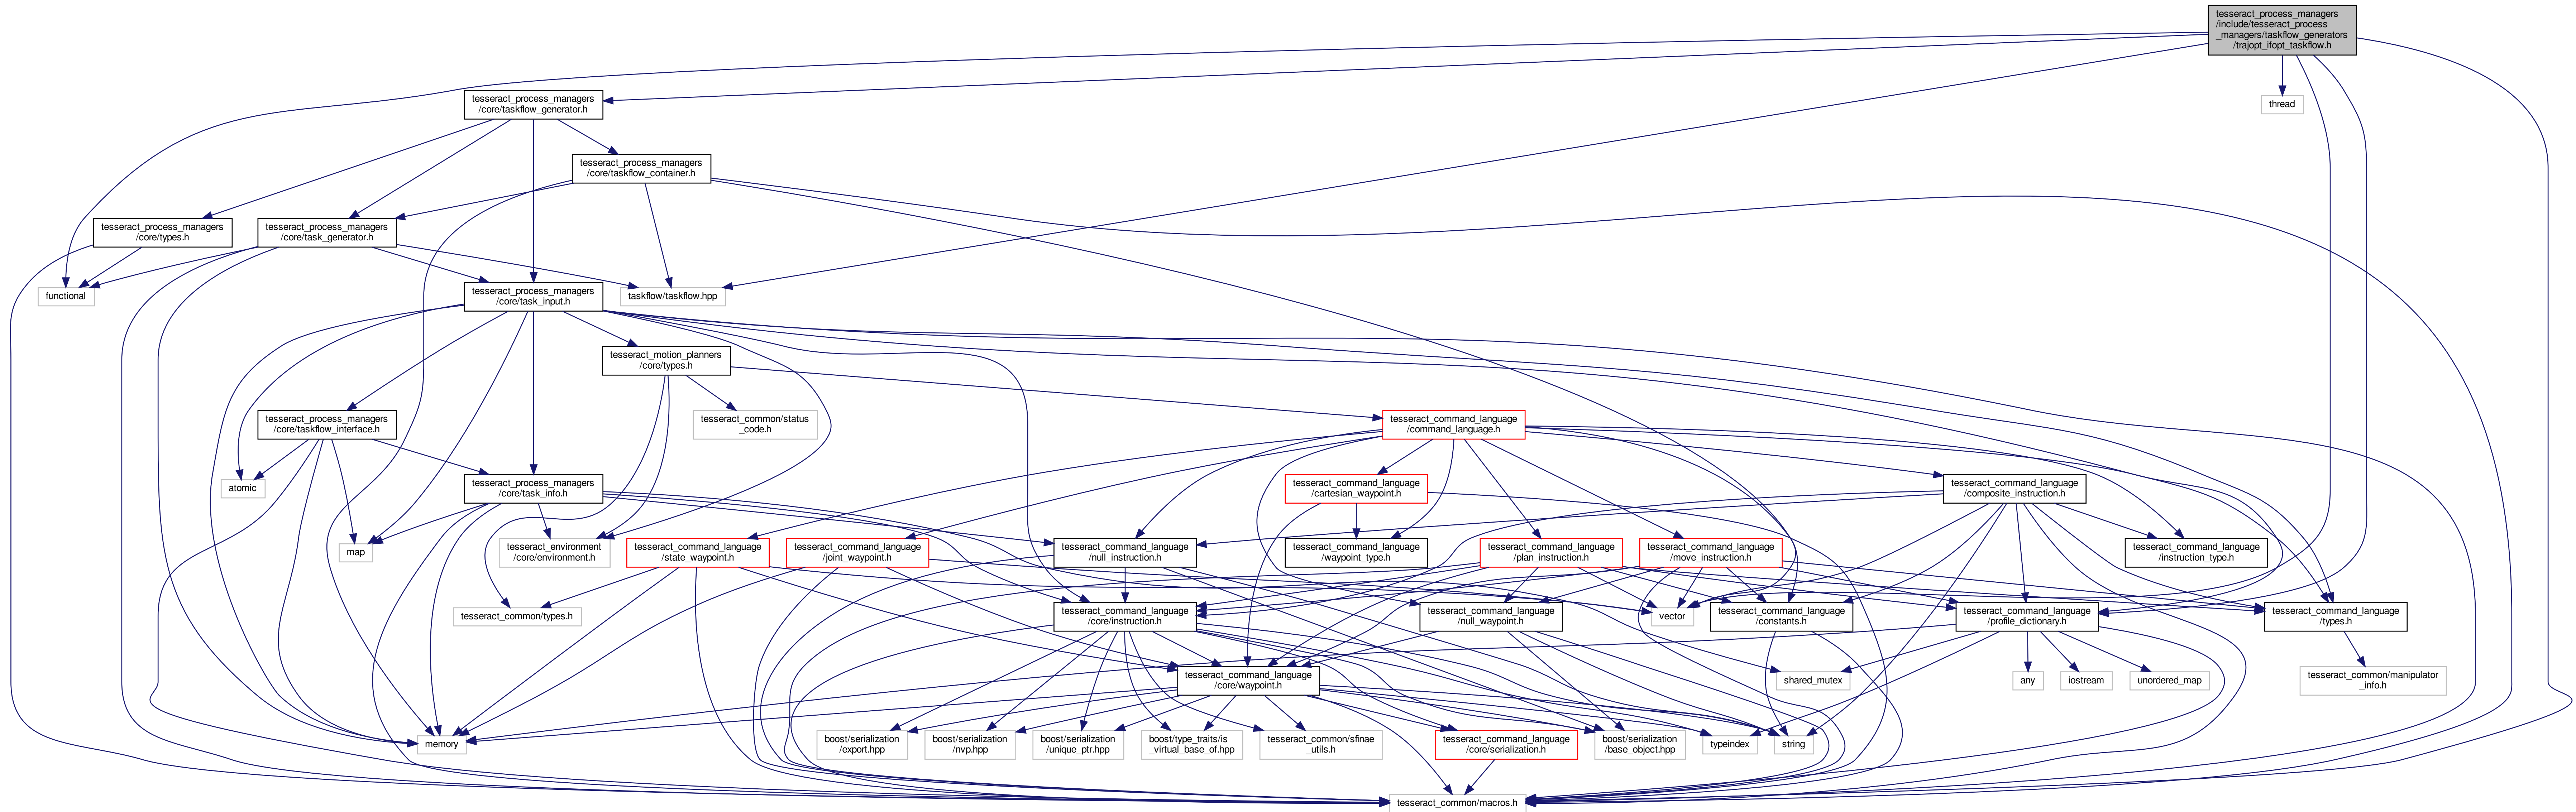 tesseract_process_managers
/include/tesseract_process
_managers/taskflow_generators
/trajopt_ifopt_taskflow.h
tesseract_process_managers
/core/taskflow_generator.h
thread
tesseract_process_managers
/core/taskflow_container.h
tesseract_process_managers
/core/types.h
tesseract_process_managers
/core/task_generator.h
functional
tesseract_process_managers
/core/task_input.h
taskflow/taskflow.hpp
tesseract_motion_planners
/core/types.h
tesseract_process_managers
/core/taskflow_interface.h
tesseract_common/status
_code.h
tesseract_command_language
/command_language.h
atomic
tesseract_process_managers
/core/task_info.h
tesseract_command_language
/cartesian_waypoint.h
tesseract_command_language
/composite_instruction.h
map
tesseract_environment
/core/environment.h
tesseract_command_language
/state_waypoint.h
tesseract_command_language
/joint_waypoint.h
tesseract_command_language
/null_instruction.h
tesseract_command_language
/waypoint_type.h
tesseract_command_language
/plan_instruction.h
tesseract_command_language
/move_instruction.h
tesseract_command_language
/instruction_type.h
tesseract_common/types.h
tesseract_command_language
/core/instruction.h
tesseract_command_language
/null_waypoint.h
vector
tesseract_command_language
/constants.h
tesseract_command_language
/profile_dictionary.h
tesseract_command_language
/types.h
tesseract_command_language
/core/waypoint.h
shared_mutex
any
iostream
unordered_map
tesseract_common/manipulator
_info.h
memory
boost/serialization
/export.hpp
boost/serialization
/nvp.hpp
boost/serialization
/unique_ptr.hpp
boost/type_traits/is
_virtual_base_of.hpp
tesseract_common/sfinae
_utils.h
tesseract_command_language
/core/serialization.h
boost/serialization
/base_object.hpp
typeindex
string
tesseract_common/macros.h